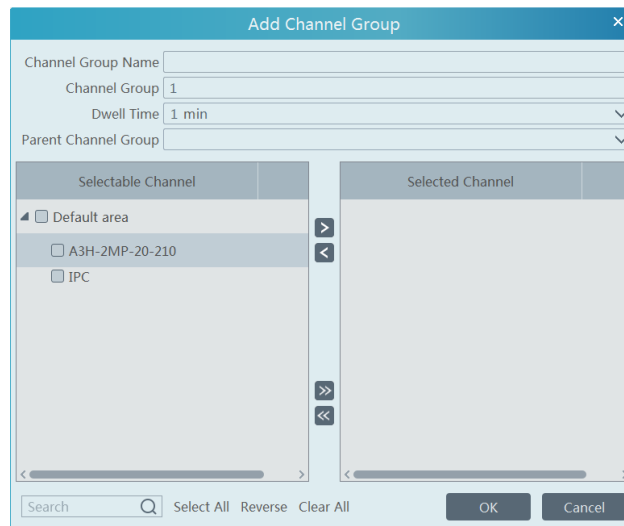 Add Channel Group
Channel Group Name
Channel Group 1
Dwell Time 1 min
Parent Channel Group
Selectable Channel Selected Channel
Default area
A3H-2MP-20-210
IPC
Search Select All Reverse Clear All OK Cancel